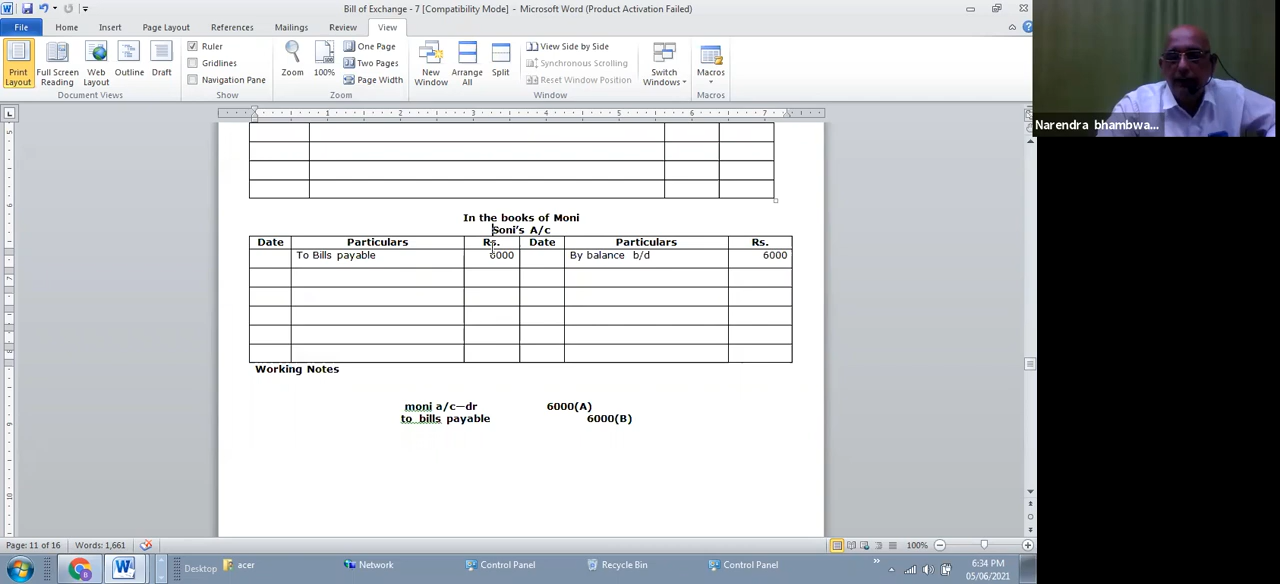 Bill of Exchange - 7 [Compatibility Mode] - Microsoft Word (Product Activation Failed)
File Home Insert Page Layout References Mailings Review View
Print Layout Full Screen Reading Web Layout Outline Draft
Document Views
Ruler
Gridlines
Navigation Pane
Show
Zoom 100% One Page
Two Pages
Page Width
Zoom
New Window Arrange All Split
View Side by Side
Synchronous Scrolling
Reset Window Position
Window
Switch Windows
Macros
Macros
Narendra bhambwa...
In the books of Moni
Soni's A/c
Date Particulars Rs. Date Particulars Rs.
To Bills payable 6000 By balance b/d 6000
Working Notes
moni a/c—dr 6000(A)
to bills payable 6000(B)
Page: 11 of 16 Words: 1,661 100%
Desktop acer Network Control Panel Recycle Bin Control Panel
6:34 PM
05/06/2021